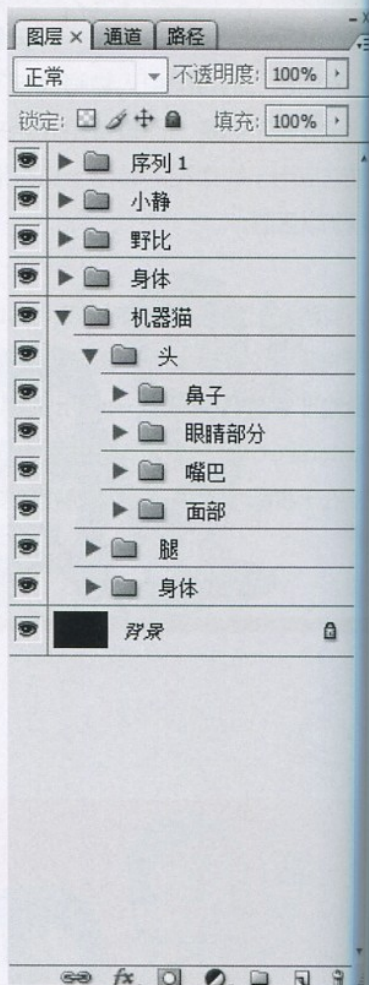 图层 × 通道 路径
正常 不透明度: 100%
锁定: 填充: 100%
序列 1
小静
野比
身体
机器猫
头
鼻子
眼睛部分
嘴巴
面部
腿
身体
背景
fx.